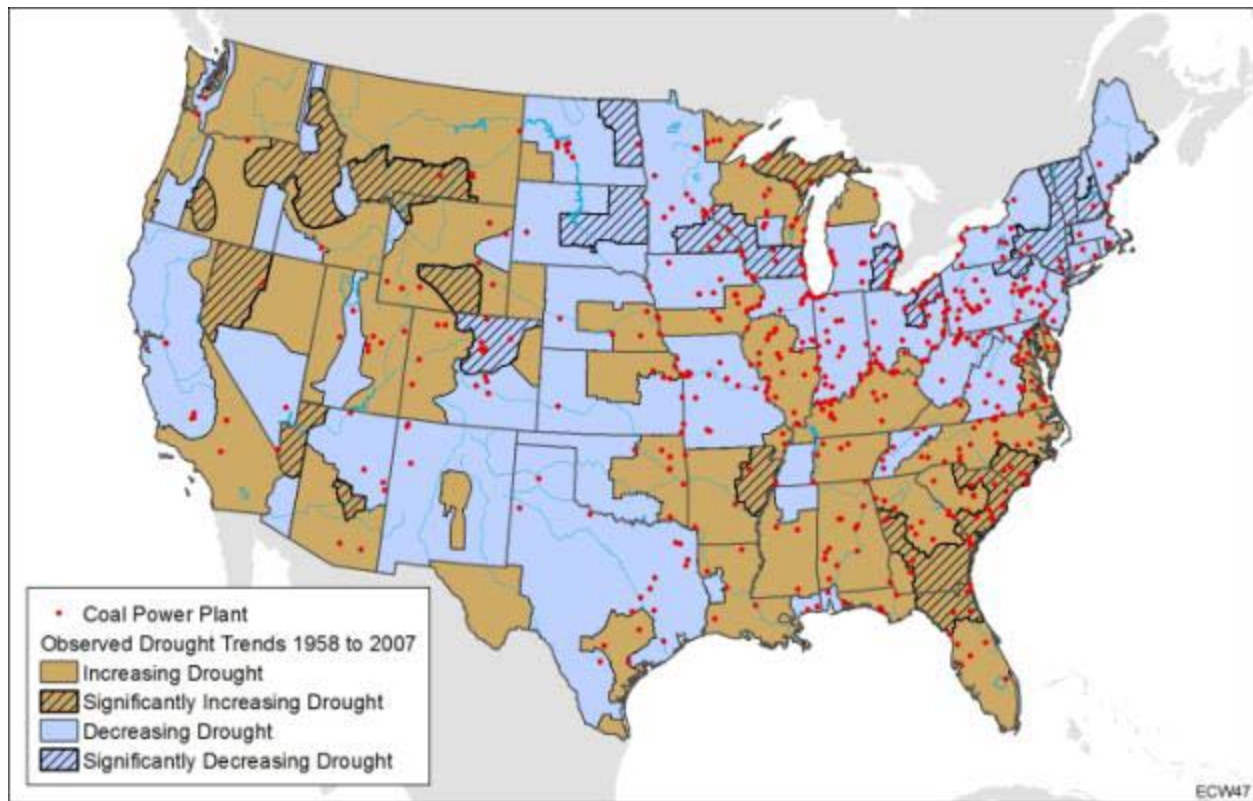 Coal Power Plant
Observed Drought Trends 1958 to 2007
Increasing Drought
Significantly Increasing Drought
Decreasing Drought
Significantly Decreasing Drought
ECW47